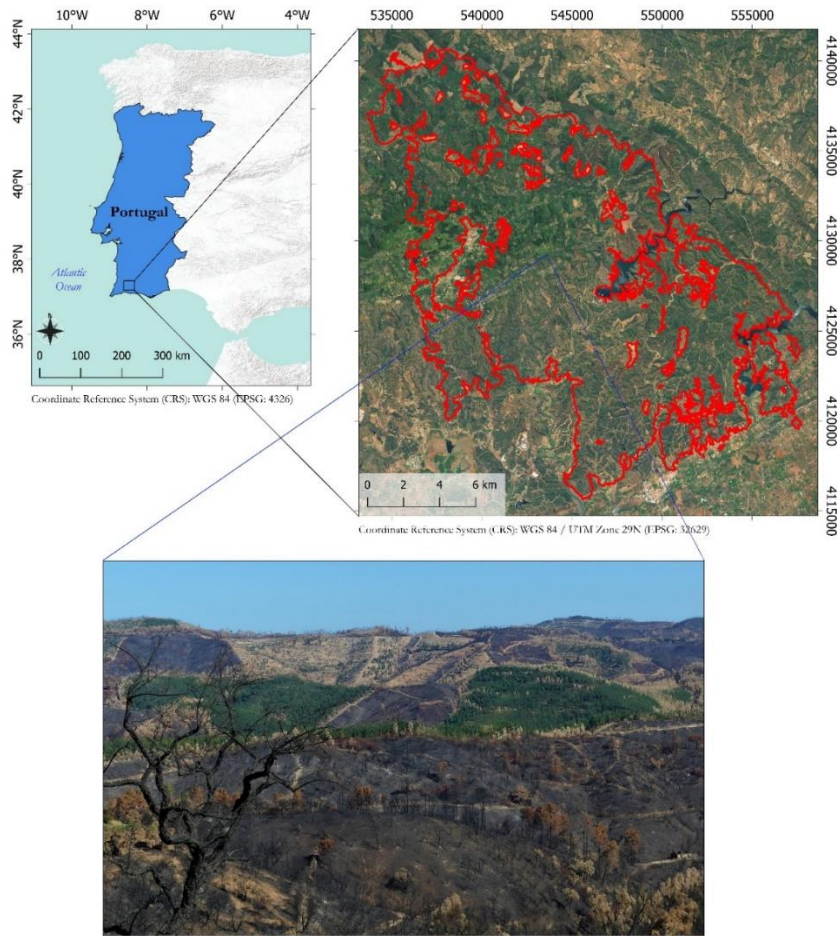 10°W 8°W 6°W 4°W
44°N
42°N
40°N
38°N
36°N
Portugal
Atlantic
Ocean
0 100 200 300 km
Coordinate Reference System (CRS): WGS 84 (EPSG: 4326)
535000 540000 545000 550000 555000
4140000
4135000
4130000
4125000
4120000
4115000
0 2 4 6 km
Coordinate Reference System (CRS): WGS 84 / UTM Zone 29N (EPSG: 32629)